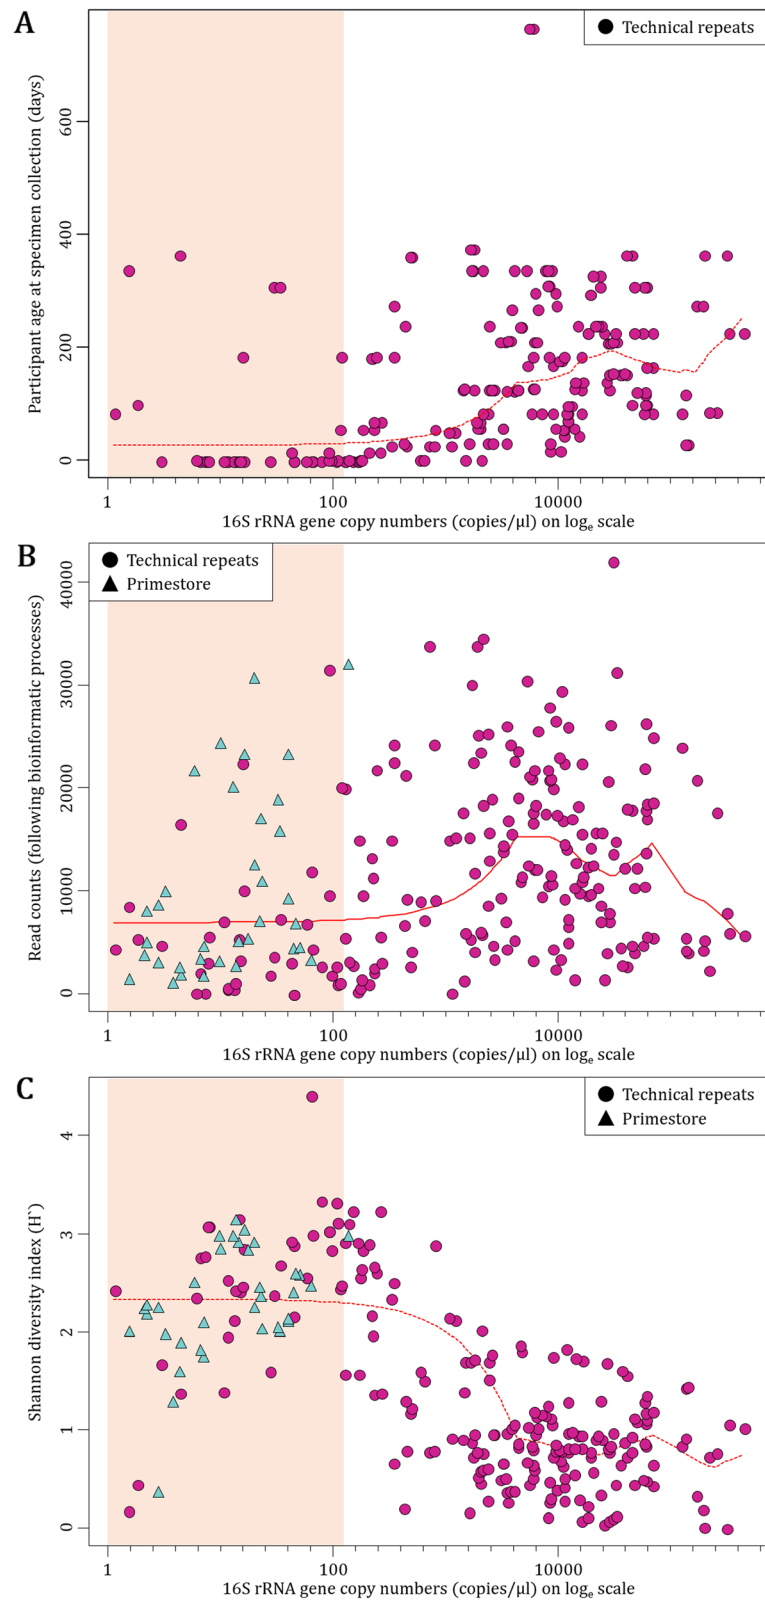 A
Technical repeats
Participant age at specimen collection (days)
600
400
200
0
1
100
10000
16S rRNA gene copy numbers (copies/µl) on loge scale
B
Technical repeats
Primestore
Read counts (following bioinformatic processes)
40000
30000
20000
10000
0
1
100
10000
16S rRNA gene copy numbers (copies/µl) on loge scale
C
Technical repeats
Primestore
Shannon diversity index (H`)
4
3
2
1
0
1
100
10000
16S rRNA gene copy numbers (copies/µl) on loge scale